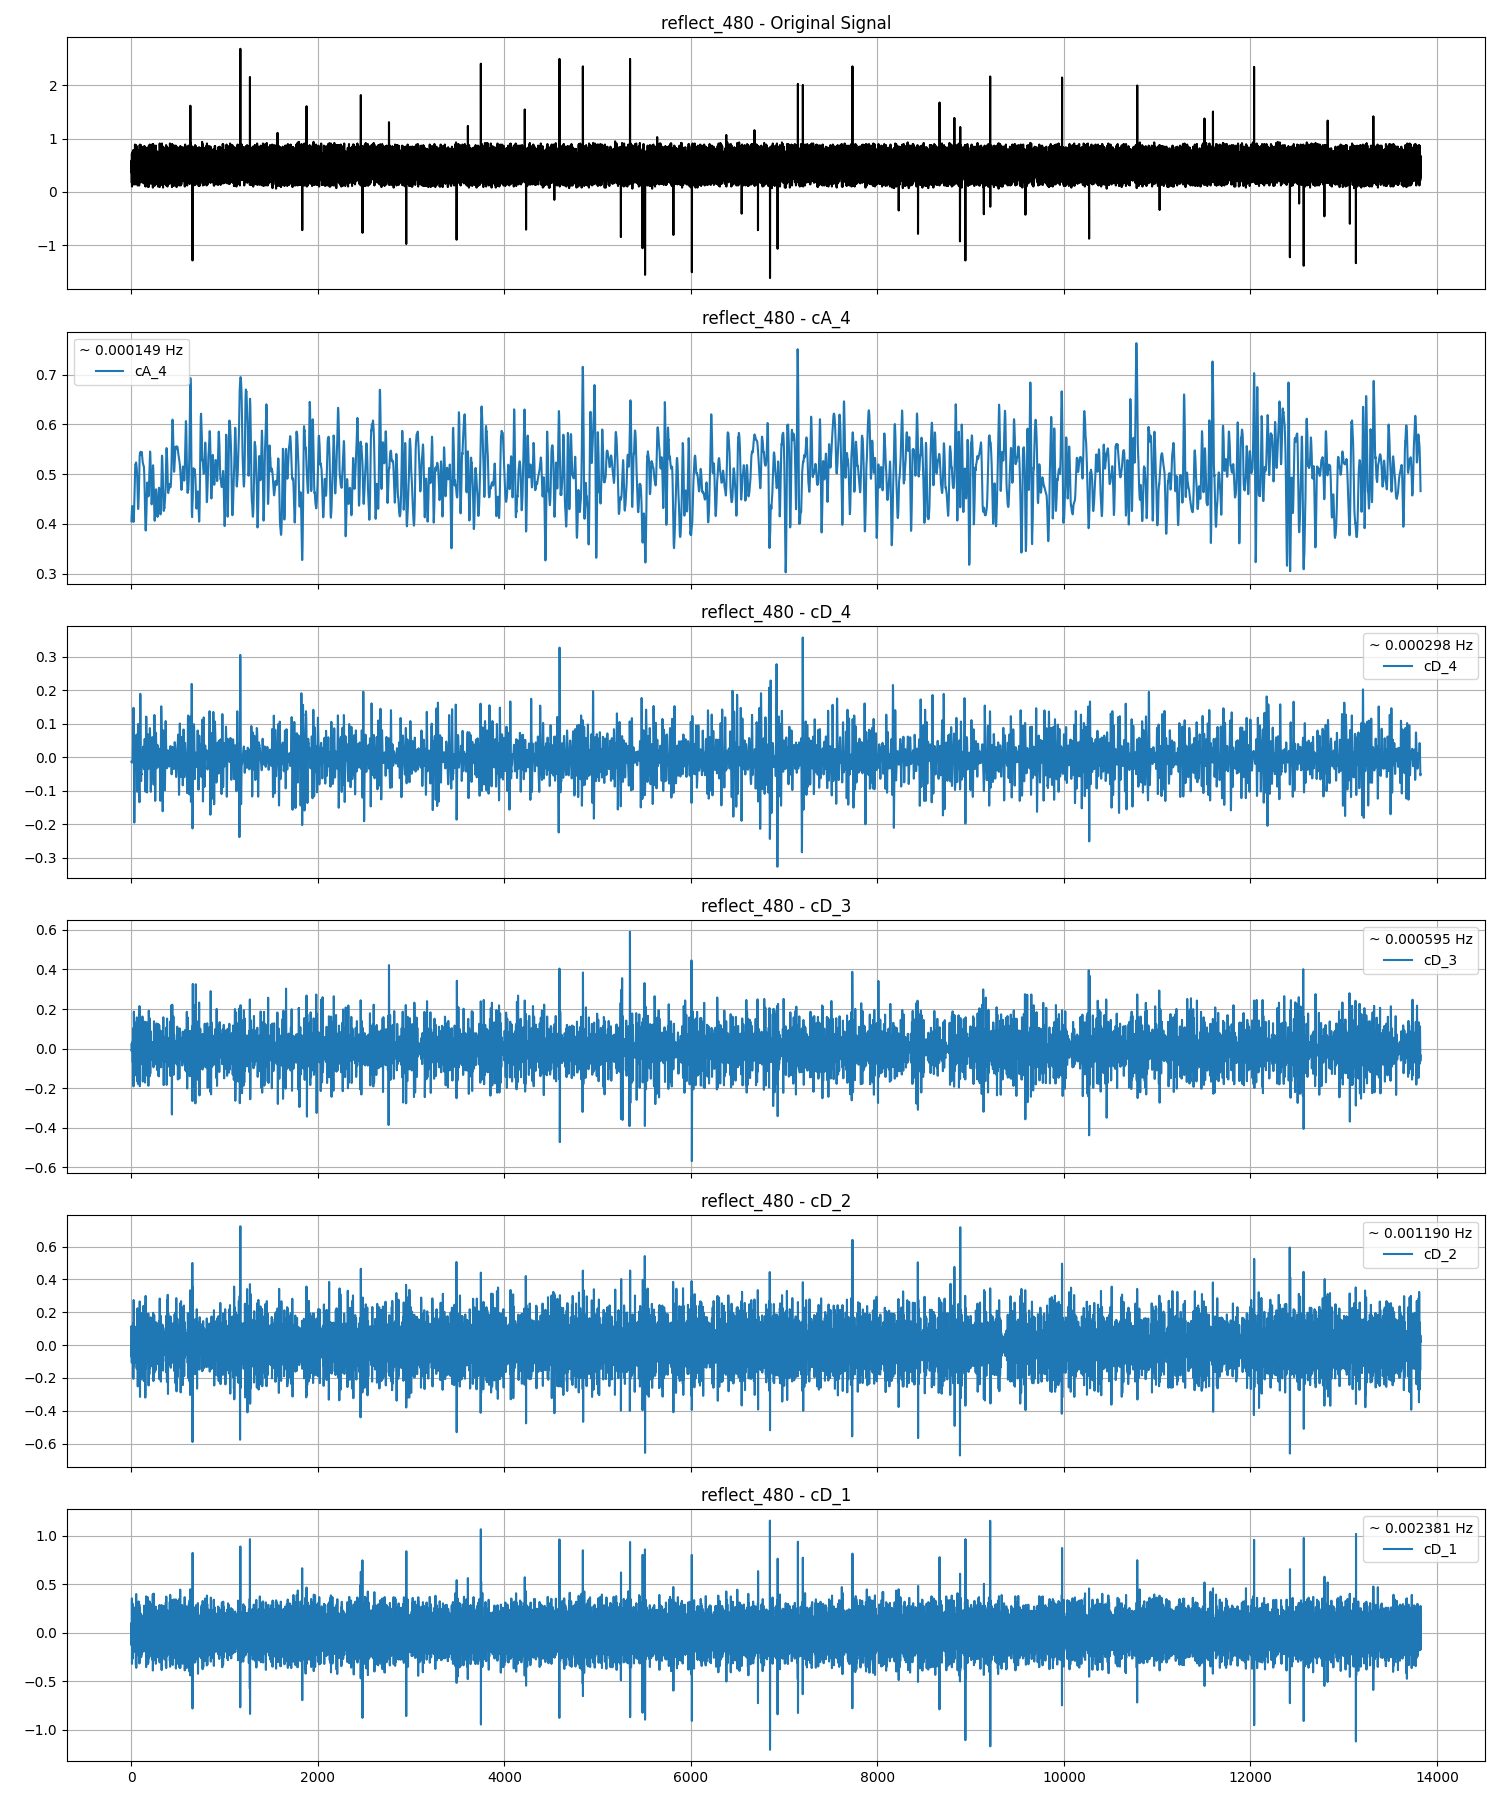 reflect_480 - Original Signal
2
1
0
−1
reflect_480 - cA_4
~ 0.000149 Hz
cA_4
0.7
0.6
0.5
0.4
0.3
reflect_480 - cD_4
~ 0.000298 Hz
cD_4
0.3
0.2
0.1
0.0
−0.1
−0.2
−0.3
reflect_480 - cD_3
~ 0.000595 Hz
cD_3
0.6
0.4
0.2
0.0
−0.2
−0.4
−0.6
reflect_480 - cD_2
~ 0.001190 Hz
cD_2
0.6
0.4
0.2
0.0
−0.2
−0.4
−0.6
reflect_480 - cD_1
~ 0.002381 Hz
cD_1
1.0
0.5
0.0
−0.5
−1.0
0 2000 4000 6000 8000 10000 12000 14000